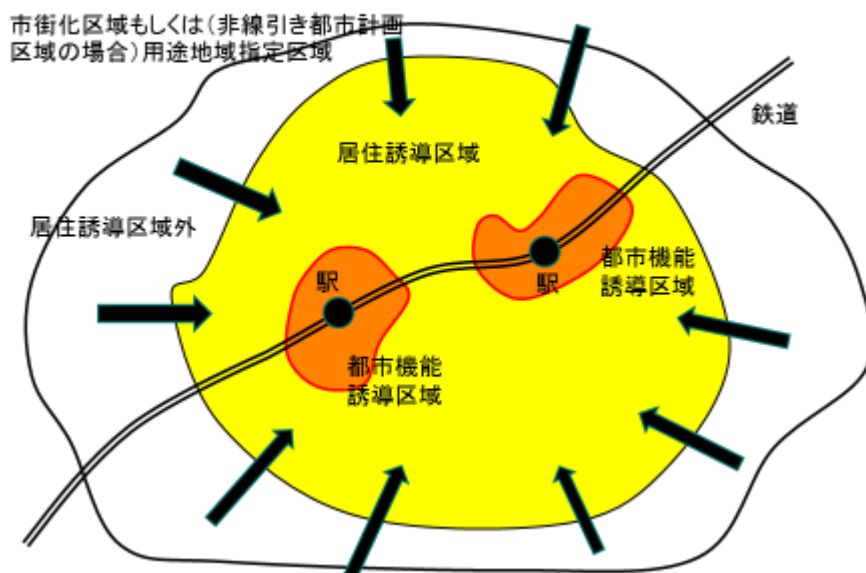 市街化区域もしくは(非線引き都市計画
区域の場合)用途地域指定区域
鉄道
居住誘導区域
居住誘導区域外
駅
都市機能
誘導区域
駅
都市機能
誘導区域